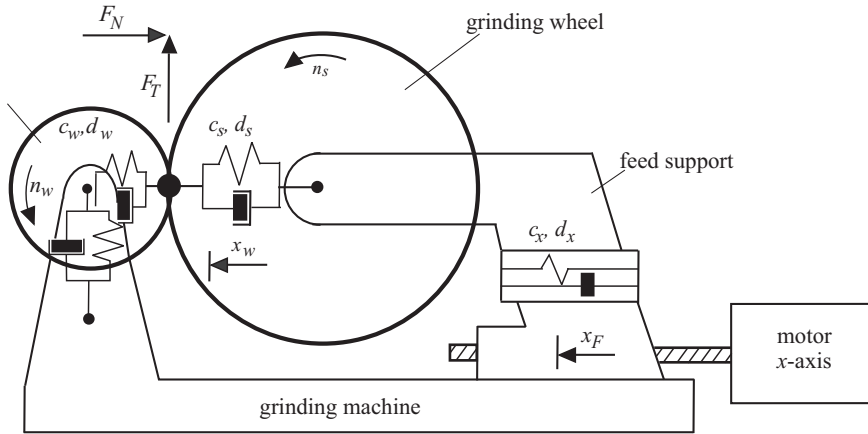 F_N
grinding wheel
n_s
F_T
c_w, d_w
c_s, d_s
feed support
n_w
c_x, d_x
x_w
x_F
motor
x-axis
grinding machine